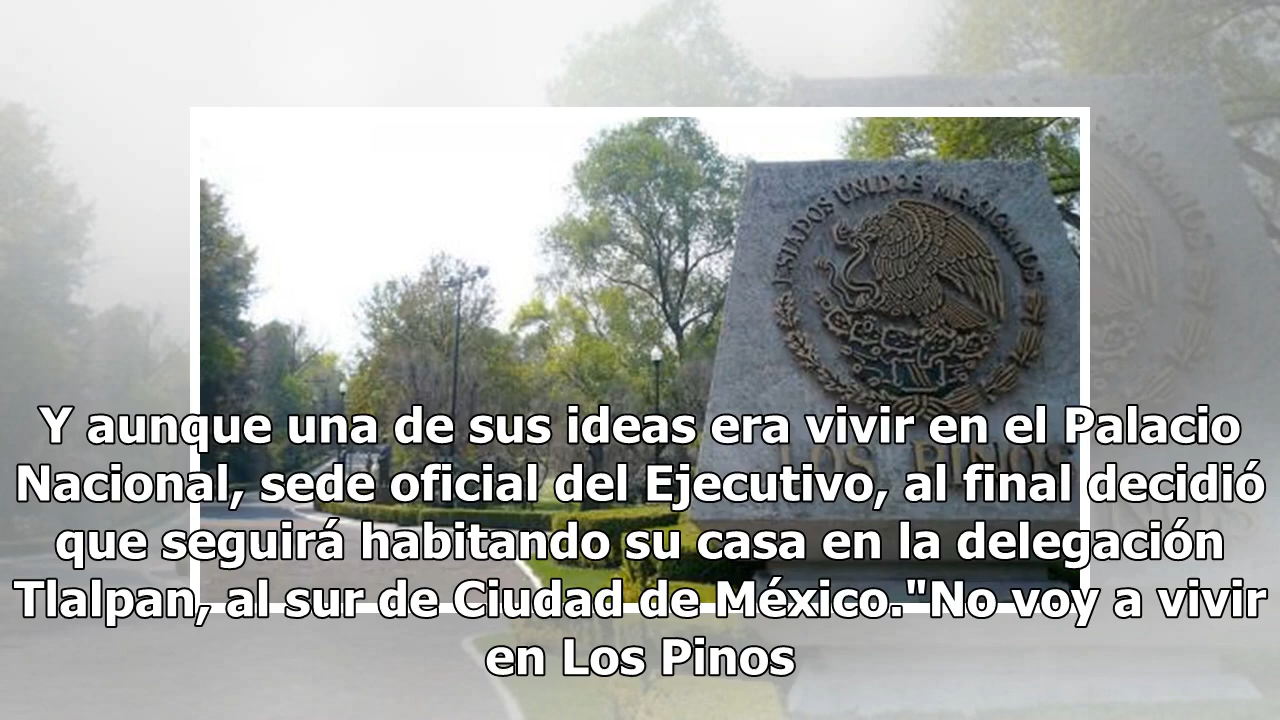 ESTADOS UNIDOS MEXICANOS
LOS PINOS
Y aunque una de sus ideas era vivir en el Palacio
Nacional, sede oficial del Ejecutivo, al final decidió
que seguirá habitando su casa en la delegación
Tlalpan, al sur de Ciudad de México."No voy a vivir
en Los Pinos